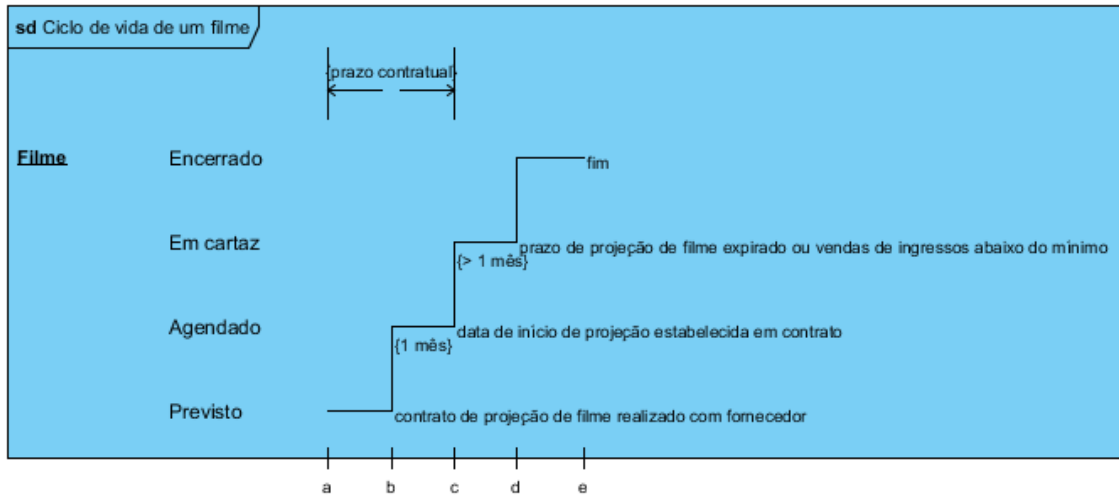 sd Ciclo de vida de um filme
{prazo contratual}
Filme
Encerrado
fim
Em cartaz
prazo de projeção de filme expirado ou vendas de ingressos abaixo do mínimo
{> 1 mês}
Agendado
data de início de projeção estabelecida em contrato
{1 mês}
Previsto
contrato de projeção de filme realizado com fornecedor
a b c d e